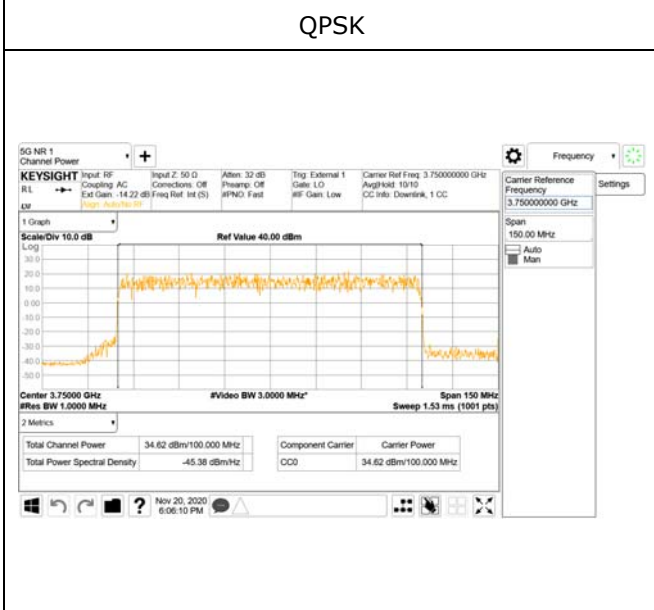 QPSK
5G NR 1
Channel Power
Frequency
KEYSIGHT
Input: RF
Coupling: AC
Ext Gain: -14.22 dB
Align: Auto/No RF
Input Z: 50 Ω
Corrections: Off
Freq Ref: Int (S)
Atten: 32 dB
Preamp: Off
#PNO: Fast
Trig: External 1
Gate: LO
#IF Gain: Low
Carrier Ref Freq: 3.750000000 GHz
Avg|Hold: 10/10
CC Info: Downlink, 1 CC
RL
Carrier Reference
Frequency
3.750000000 GHz
Settings
Span
150.00 MHz
Auto
Man
1 Graph
Scale/Div 10.0 dB
Ref Value 40.00 dBm
Log
30.0
20.0
10.0
0.00
-10.0
-20.0
-30.0
-40.0
-50.0
Center 3.75000 GHz
#Video BW 3.0000 MHz*
Span 150 MHz
#Res BW 1.0000 MHz
Sweep 1.53 ms (1001 pts)
2 Metrics
Total Channel Power 34.62 dBm/100.000 MHz
Total Power Spectral Density -45.38 dBm/Hz
Component Carrier Carrier Power
CC0 34.62 dBm/100.000 MHz
Nov 20, 2020
6:06:10 PM